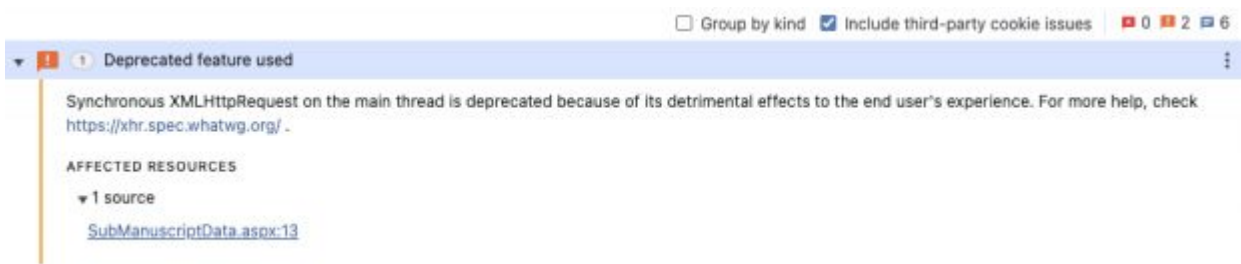 Group by kind Include third-party cookie issues 0 2 6
1 Deprecated feature used
Synchronous XMLHttpRequest on the main thread is deprecated because of its detrimental effects to the end user's experience. For more help, check
https://xhr.spec.whatwg.org/ .
AFFECTED RESOURCES
1 source
SubManuscriptData.aspx:13